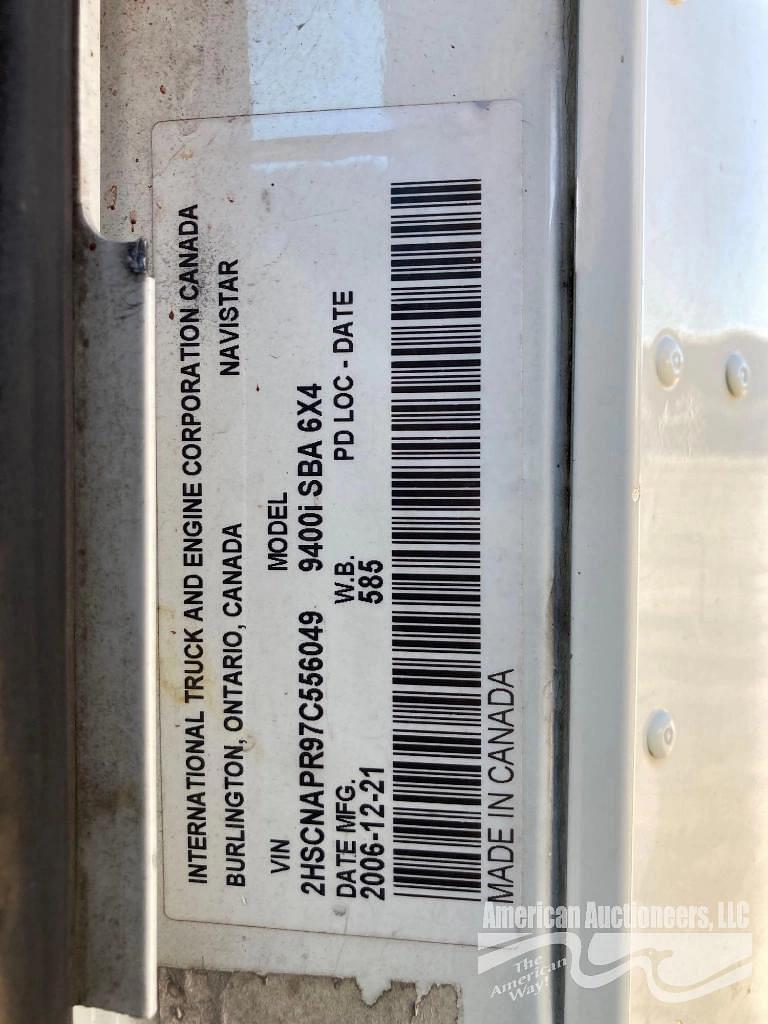 INTERNATIONAL TRUCK AND ENGINE CORPORATION CANADA
BURLINGTON, ONTARIO, CANADA NAVISTAR
VIN MODEL
2HSCNAPR97C556049 9400i SBA 6X4
DATE MFG. W.B. PD LOC - DATE
2006-12-21 585
MADE IN CANADA
American Auctioneers, LLC
The
American
Way!